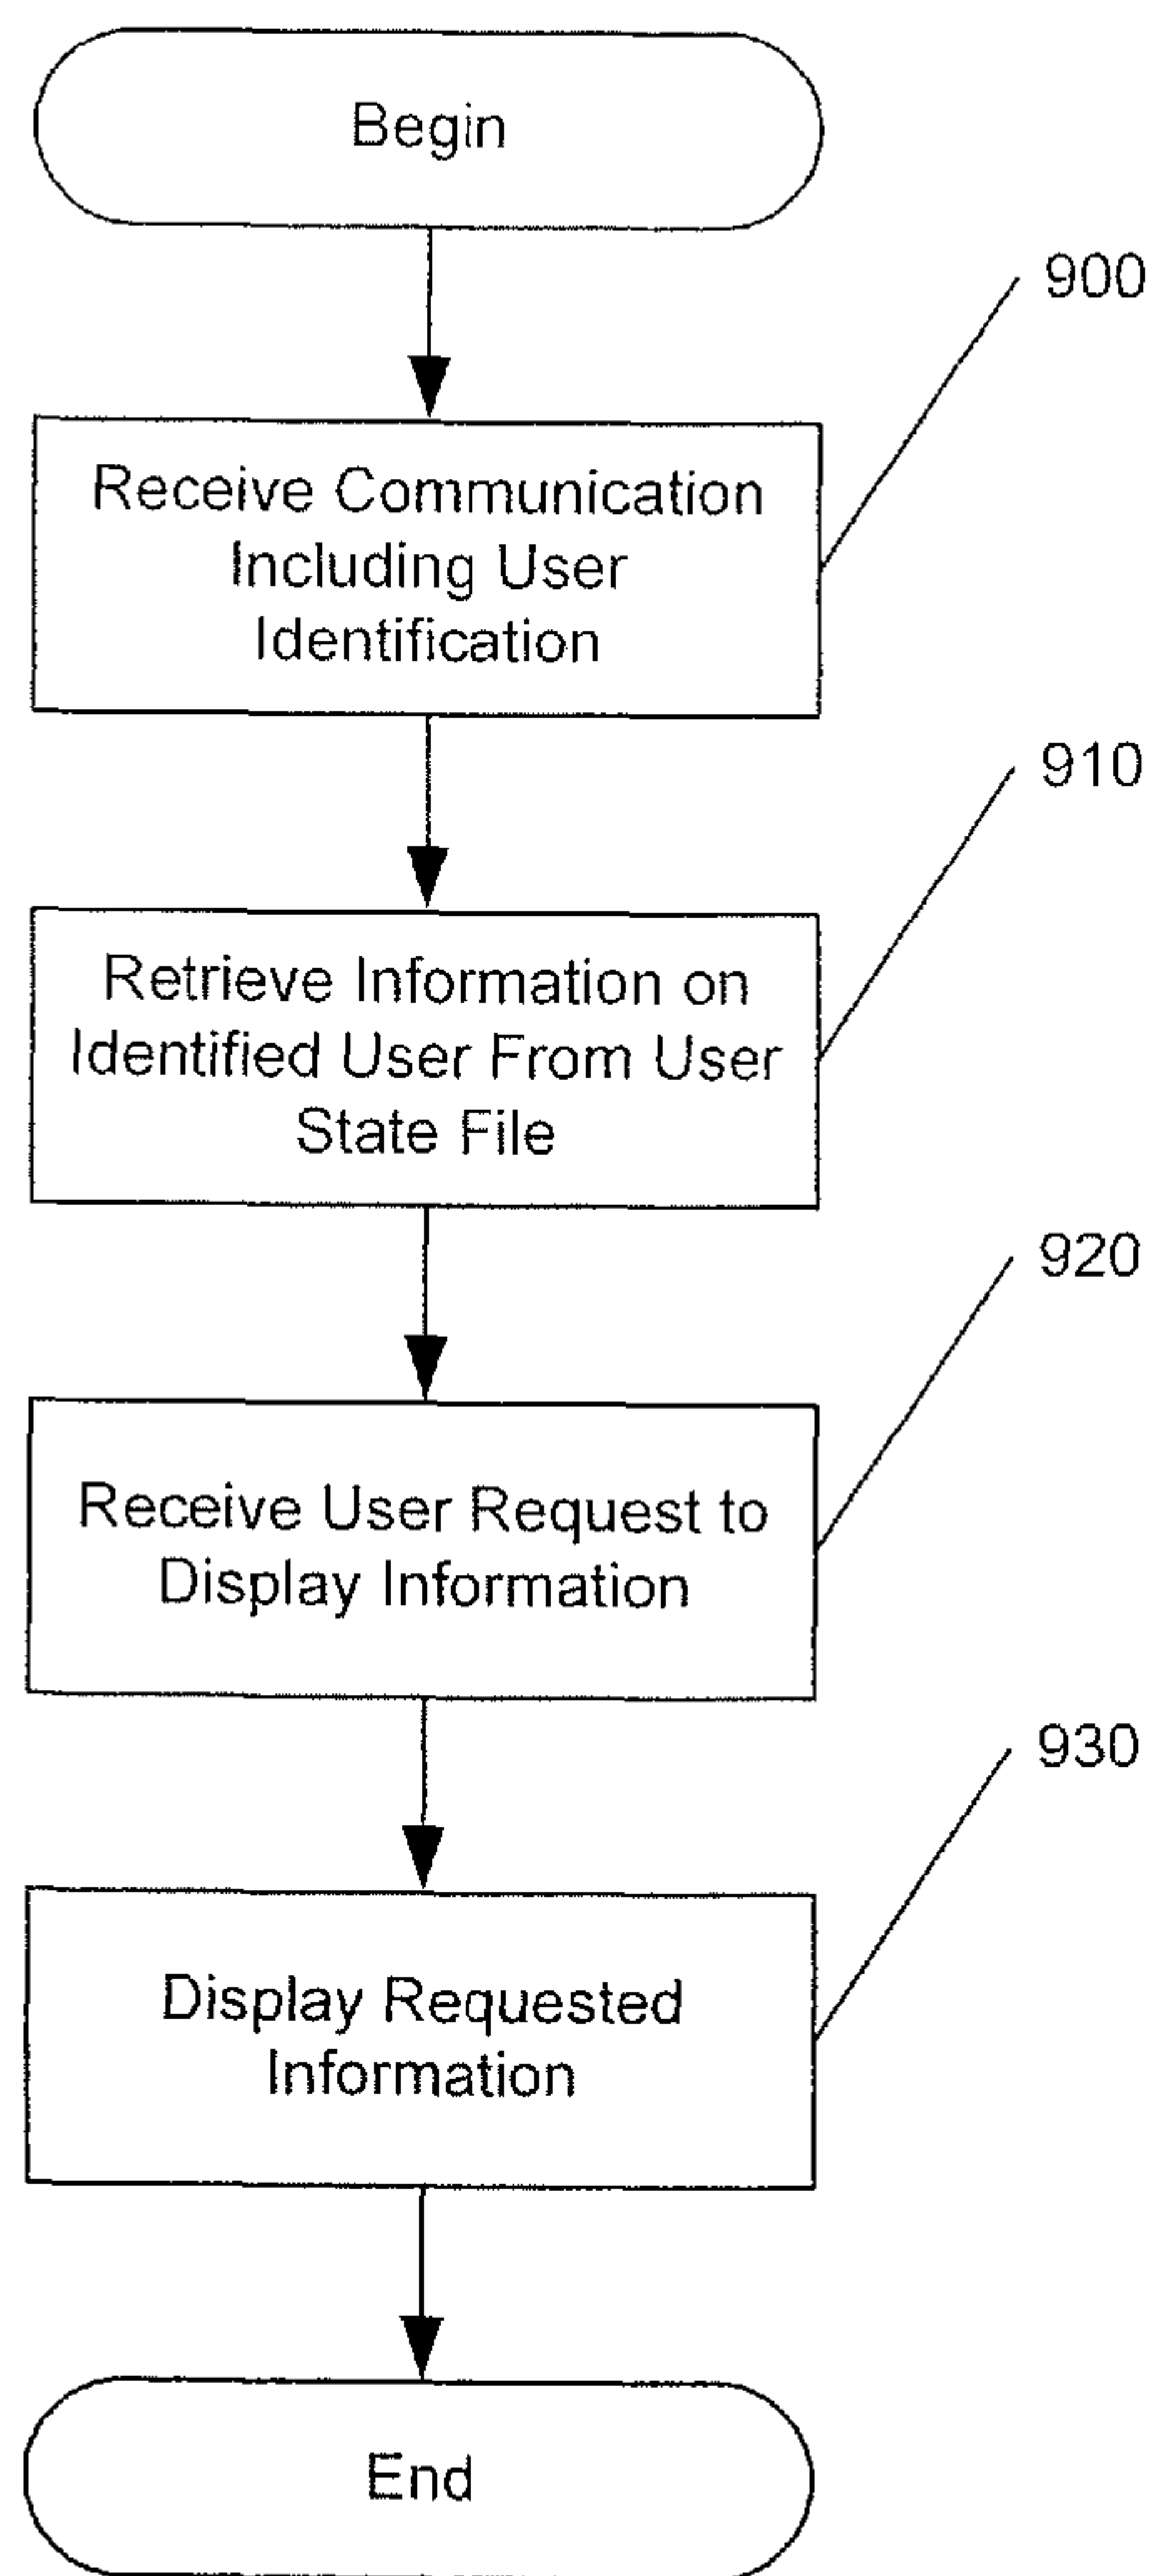 Begin
900
Receive Communication
Including User
Identification
910
Retrieve Information on
Identified User From User
State File
920
Receive User Request to
Display Information
930
Display Requested
Information
End